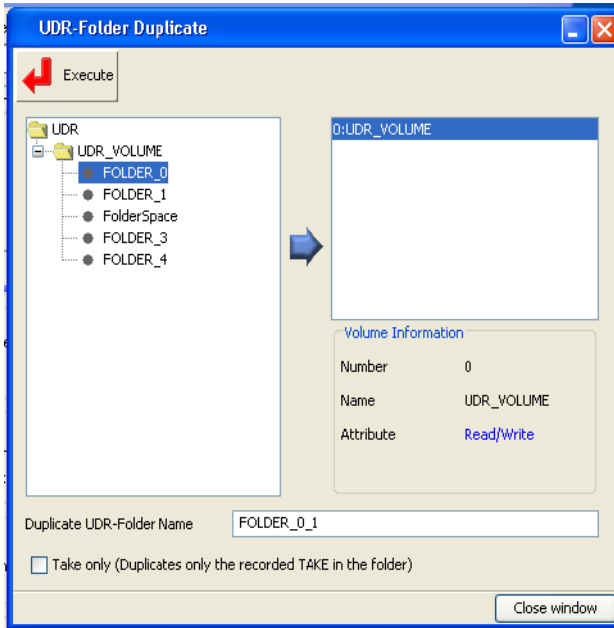 UDR-Folder Duplicate
Execute
UDR
UDR_VOLUME
FOLDER_0
FOLDER_1
FolderSpace
FOLDER_3
FOLDER_4
0:UDR_VOLUME
Volume Information
Number 0
Name UDR_VOLUME
Attribute Read/Write
Duplicate UDR-Folder Name FOLDER_0_1
Take only (Duplicates only the recorded TAKE in the folder)
Close window